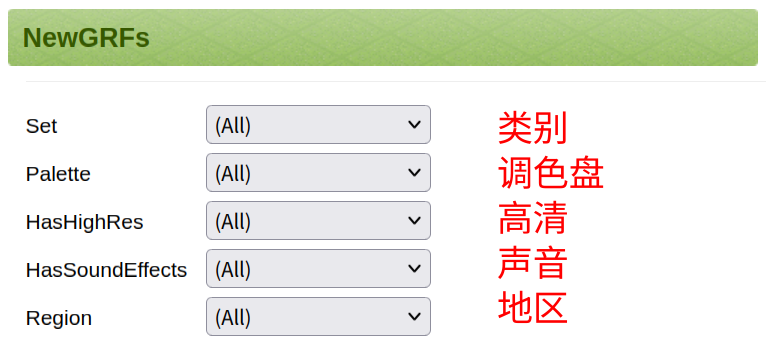 NewGRFs
Set (All) 类别
Palette (All) 调色盘
HasHighRes (All) 高清
HasSoundEffects (All) 声音
Region (All) 地区